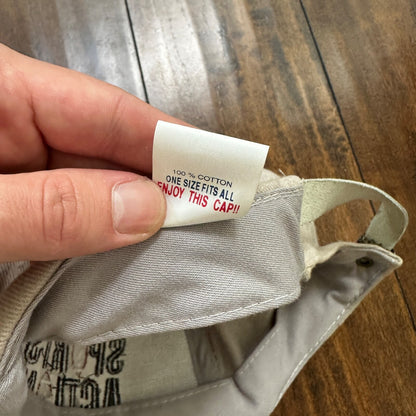 100 % COTTON
ONE SIZE FITS ALL
ENJOY THIS CAP!!